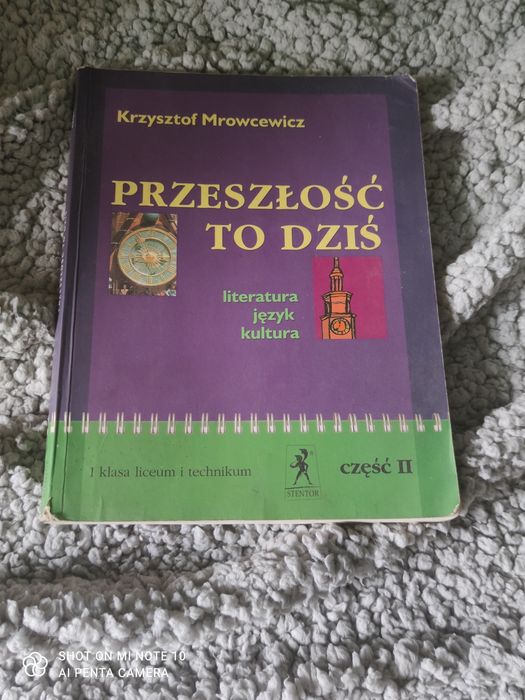 Krzysztof Mrowcewicz
PRZESZŁOŚĆ
TO DZIŚ
literatura
język
kultura
1 klasa liceum i technikum
STENTOR
część II
SHOT ON MI NOTE 10
AI PENTA CAMERA